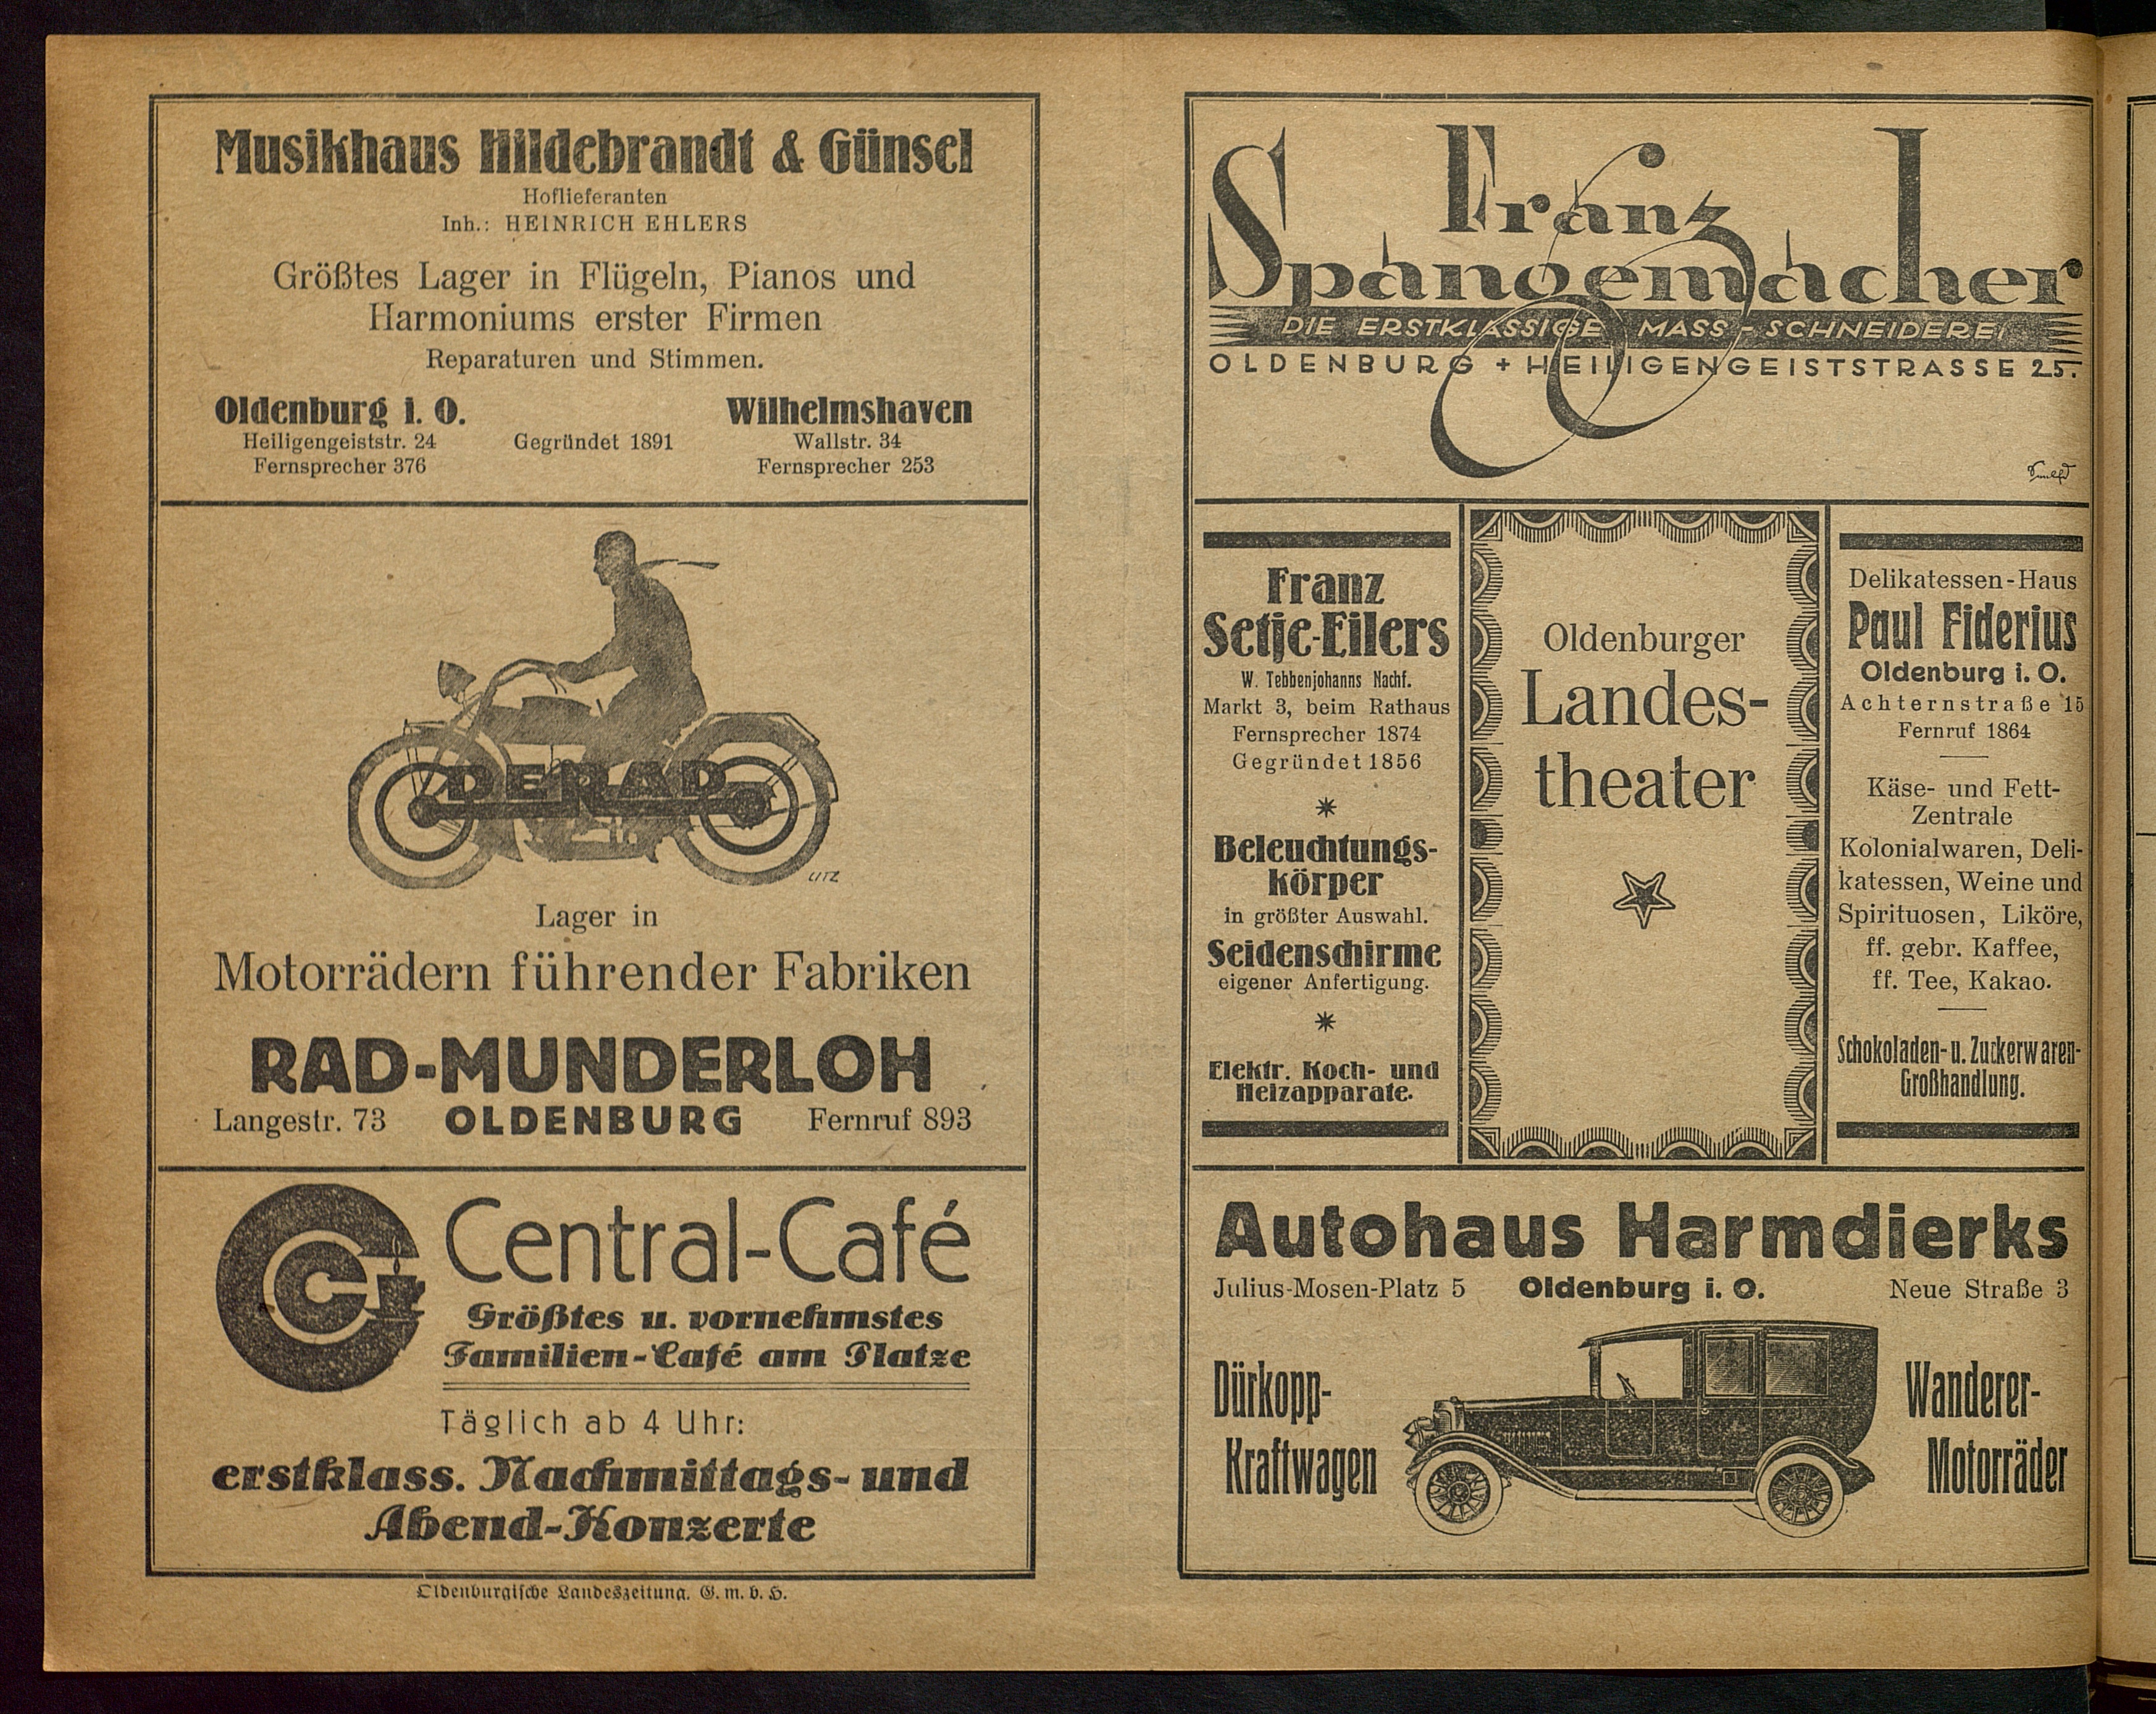 Musikhaus Hildebrandt & Günsel
Hoflieferanten
Inh.: HEINRICH EHLERS
Größtes Lager in Flügeln, Pianos und
Harmoniums erster Firmen
Reparaturen und Stimmen.
Oldenburg i. O.
Heiligengeiststr. 24
Fernsprecher 376
Gegründet 1891
Wilhelmshaven
Wallstr. 34
Fernsprecher 253
DERAD
LITZ
Lager in
Motorrädern führender Fabriken
RAD-MUNDERLOH
Langestr. 73 OLDENBURG Fernruf 893
CC
Central-Café
Größtes u. vornehmstes
Familien-Café am Platze
Täglich ab 4 Uhr:
erstklass. Nachmittags- und
Abend-Konzerte
Oldenburgische Landeszeitung. G. m. b. H.
Franz
Spangemacher
DIE ERSTKLASSIGE MASS-SCHNEIDEREI
OLDENBURG + HEILIGENGEISTSTRASSE 25.
Franz
Setje-Eilers
W. Tebbenjohanns Nachf.
Markt 3, beim Rathaus
Fernsprecher 1874
Gegründet 1856
Beleuchtungs-
körper
in größter Auswahl.
Seidenschirme
eigener Anfertigung.
Elektr. Koch- und
Heizapparate.
Oldenburger
Landes-
theater
Delikatessen-Haus
Paul Fiderius
Oldenburg i. O.
Achternstraße 15
Fernruf 1864
Käse- und Fett-
Zentrale
Kolonialwaren, Deli-
katessen, Weine und
Spirituosen, Liköre,
ff. gebr. Kaffee,
ff. Tee, Kakao.
Schokoladen- u. Zuckerwaren-
Großhandlung.
Autohaus Harmdierks
Julius-Mosen-Platz 5 Oldenburg i. O. Neue Straße 3
Dürkopp-
Kraftwagen
Wanderer-
Motorräder